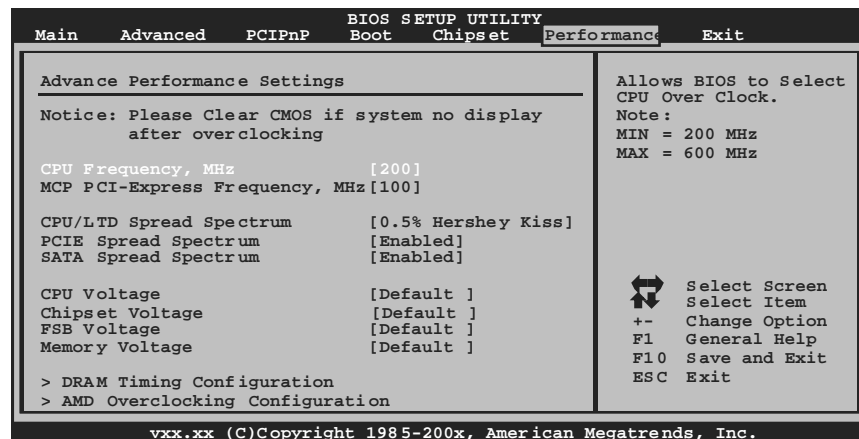 BIOS SETUP UTILITY
Main Advanced PCIPnP Boot Chipset Performance Exit
Advance Performance Settings
Notice: Please Clear CMOS if system no display
after overclocking
CPU Frequency, MHz [200]
MCP PCI-Express Frequency, MHz[100]
CPU/LTD Spread Spectrum [0.5% Hershey Kiss]
PCIE Spread Spectrum [Enabled]
SATA Spread Spectrum [Enabled]
CPU Voltage [Default ]
Chipset Voltage [Default ]
FSB Voltage [Default ]
Memory Voltage [Default ]
> DRAM Timing Configuration
> AMD Overclocking Configuration
Allows BIOS to Select
CPU Over Clock.
Note:
MIN = 200 MHz
MAX = 600 MHz
Select Screen
Select Item
+- Change Option
F1 General Help
F10 Save and Exit
ESC Exit
vxx.xx (C)Copyright 1985-200x, American Megatrends, Inc.